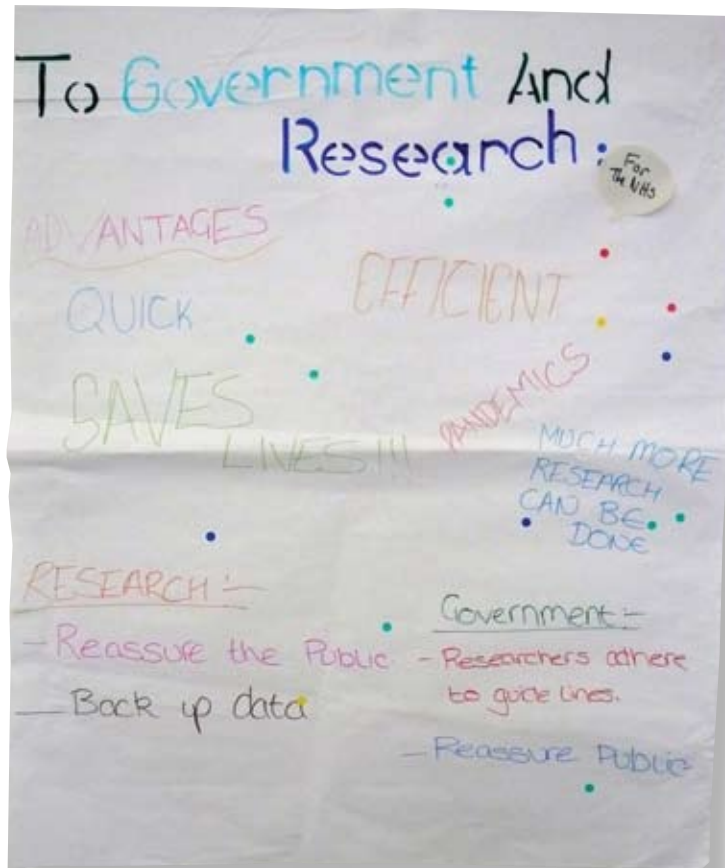 To Government And
Research :
For
The NHS
ADVANTAGES
QUICK
EFFICIENT
SAVES
LIVES!!!
PANDEMICS
MUCH MORE
RESEARCH
CAN BE
DONE
RESEARCH :-
- Reassure the Public
- Back up data
Government :-
- Researchers adhere
to guide lines.
- Reassure Public